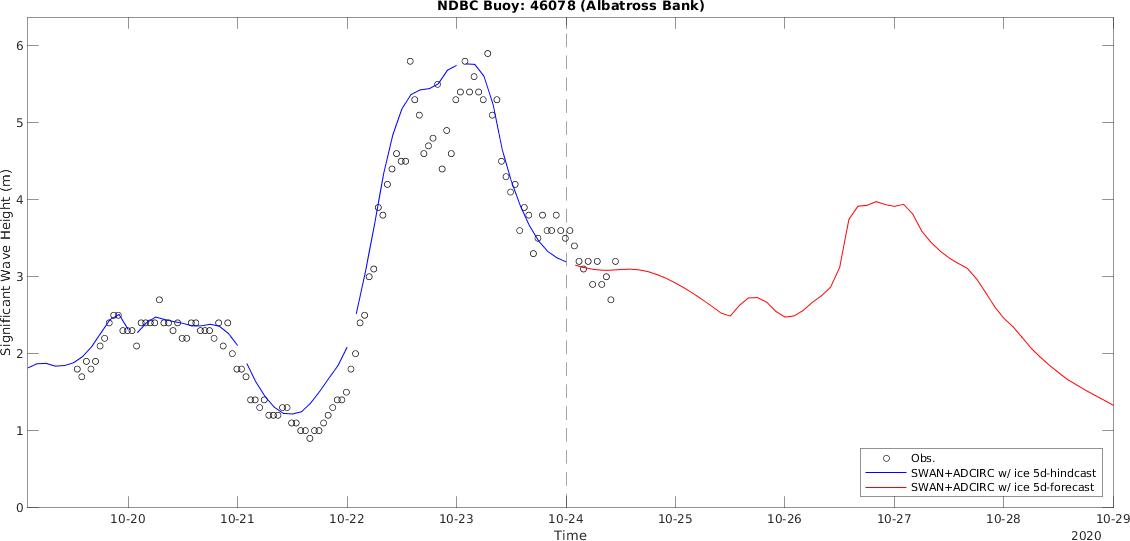 NDBC Buoy: 46078 (Albatross Bank)
Significant Wave Height (m)
6
5
4
3
2
1
0
Obs.
SWAN+ADCIRC w/ ice 5d-hindcast
SWAN+ADCIRC w/ ice 5d-forecast
10-20 10-21 10-22 10-23 10-24 10-25 10-26 10-27 10-28 10-29
Time
2020